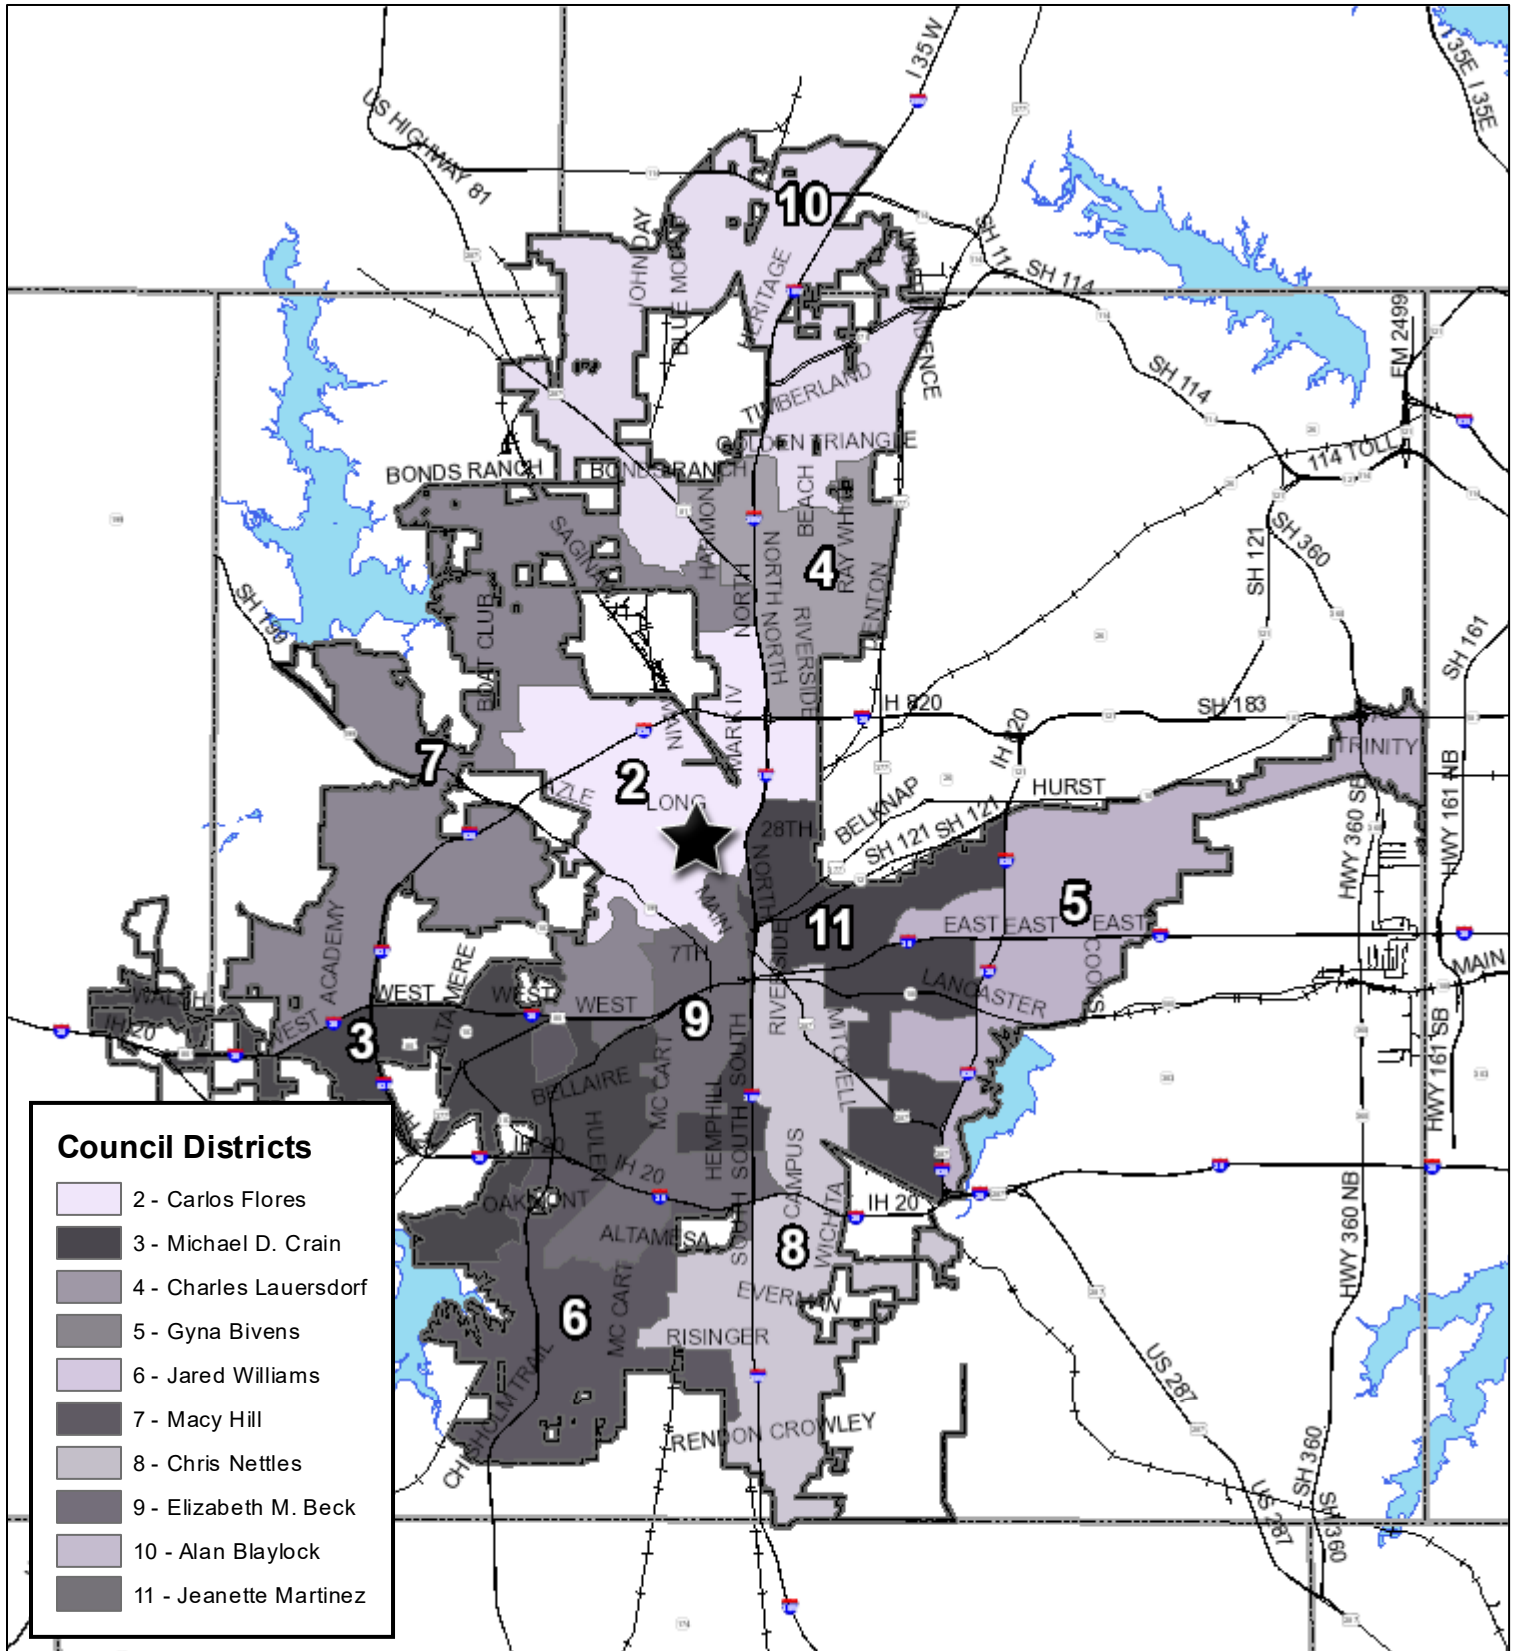 I 35W
I 35E
I 35E
US HIGHWAY 81
10
JOHN DAY
BLUE MOUND
HERITAGE
INDEPENDENCE
SH 114
SH 114
SH 114
FM 2499
TIMBERLAND
GOLDEN TRIANGLE
114 TOLL
BONDS RANCH
BONDS RANCH
HARMON
BEACH
RAY WHITE
4
SAGINAW
NORTH
NORTH
NORTH
RIVERSIDE
DENTON
SH 121
SH 360
SH 199
BOAT CLUB
SH 161
IH 820
SH 183
MARK IV
IH 820
TRINITY
7
2
AZLE
LONG
HURST
BELKNAP
SH 121
SH 121
28TH
HWY 360 SB
HWY 161 NB
MAIN
NORTH
11
5
EAST
EAST
EAST
COOKS
ACADEMY
7TH
RIVERSIDE
LANCASTER
MAIN
WALSH
IH 20
WEST
WEST
ALTAMERE
WEST
WEST
3
9
MITCHELL
HWY 161 SB
BELLAIRE
MC CART
HULEN
HEMPHILL
SOUTH
SOUTH
SOUTH
IH 20
IH 20
CAMPUS
WICHITA
IH 20
OAKMONT
ALTAMESA
8
HWY 360 NB
6
MC CART
EVERMAN
RISINGER
US 287
CHISHOLM TRAIL
RENDON CROWLEY
SH 360
US 287
SH 360
Council Districts
2 - Carlos Flores
3 - Michael D. Crain
4 - Charles Lauersdorf
5 - Gyna Bivens
6 - Jared Williams
7 - Macy Hill
8 - Chris Nettles
9 - Elizabeth M. Beck
10 - Alan Blaylock
11 - Jeanette Martinez